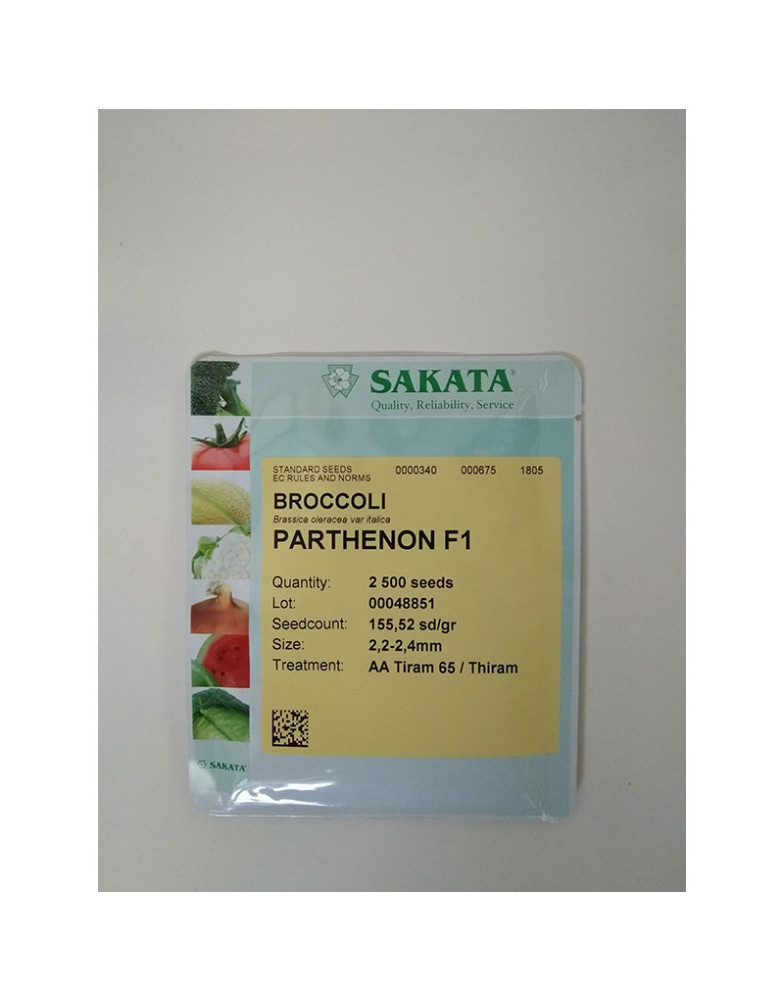 SAKATA®
Quality, Reliability, Service
STANDARD SEEDS 0000340 000675 1805
EC RULES AND NORMS
BROCCOLI
Brassica oleracea var italica
PARTHENON F1
Quantity: 2 500 seeds
Lot: 00048851
Seedcount: 155,52 sd/gr
Size: 2,2-2,4mm
Treatment: AA Tiram 65 / Thiram
SAKATA®